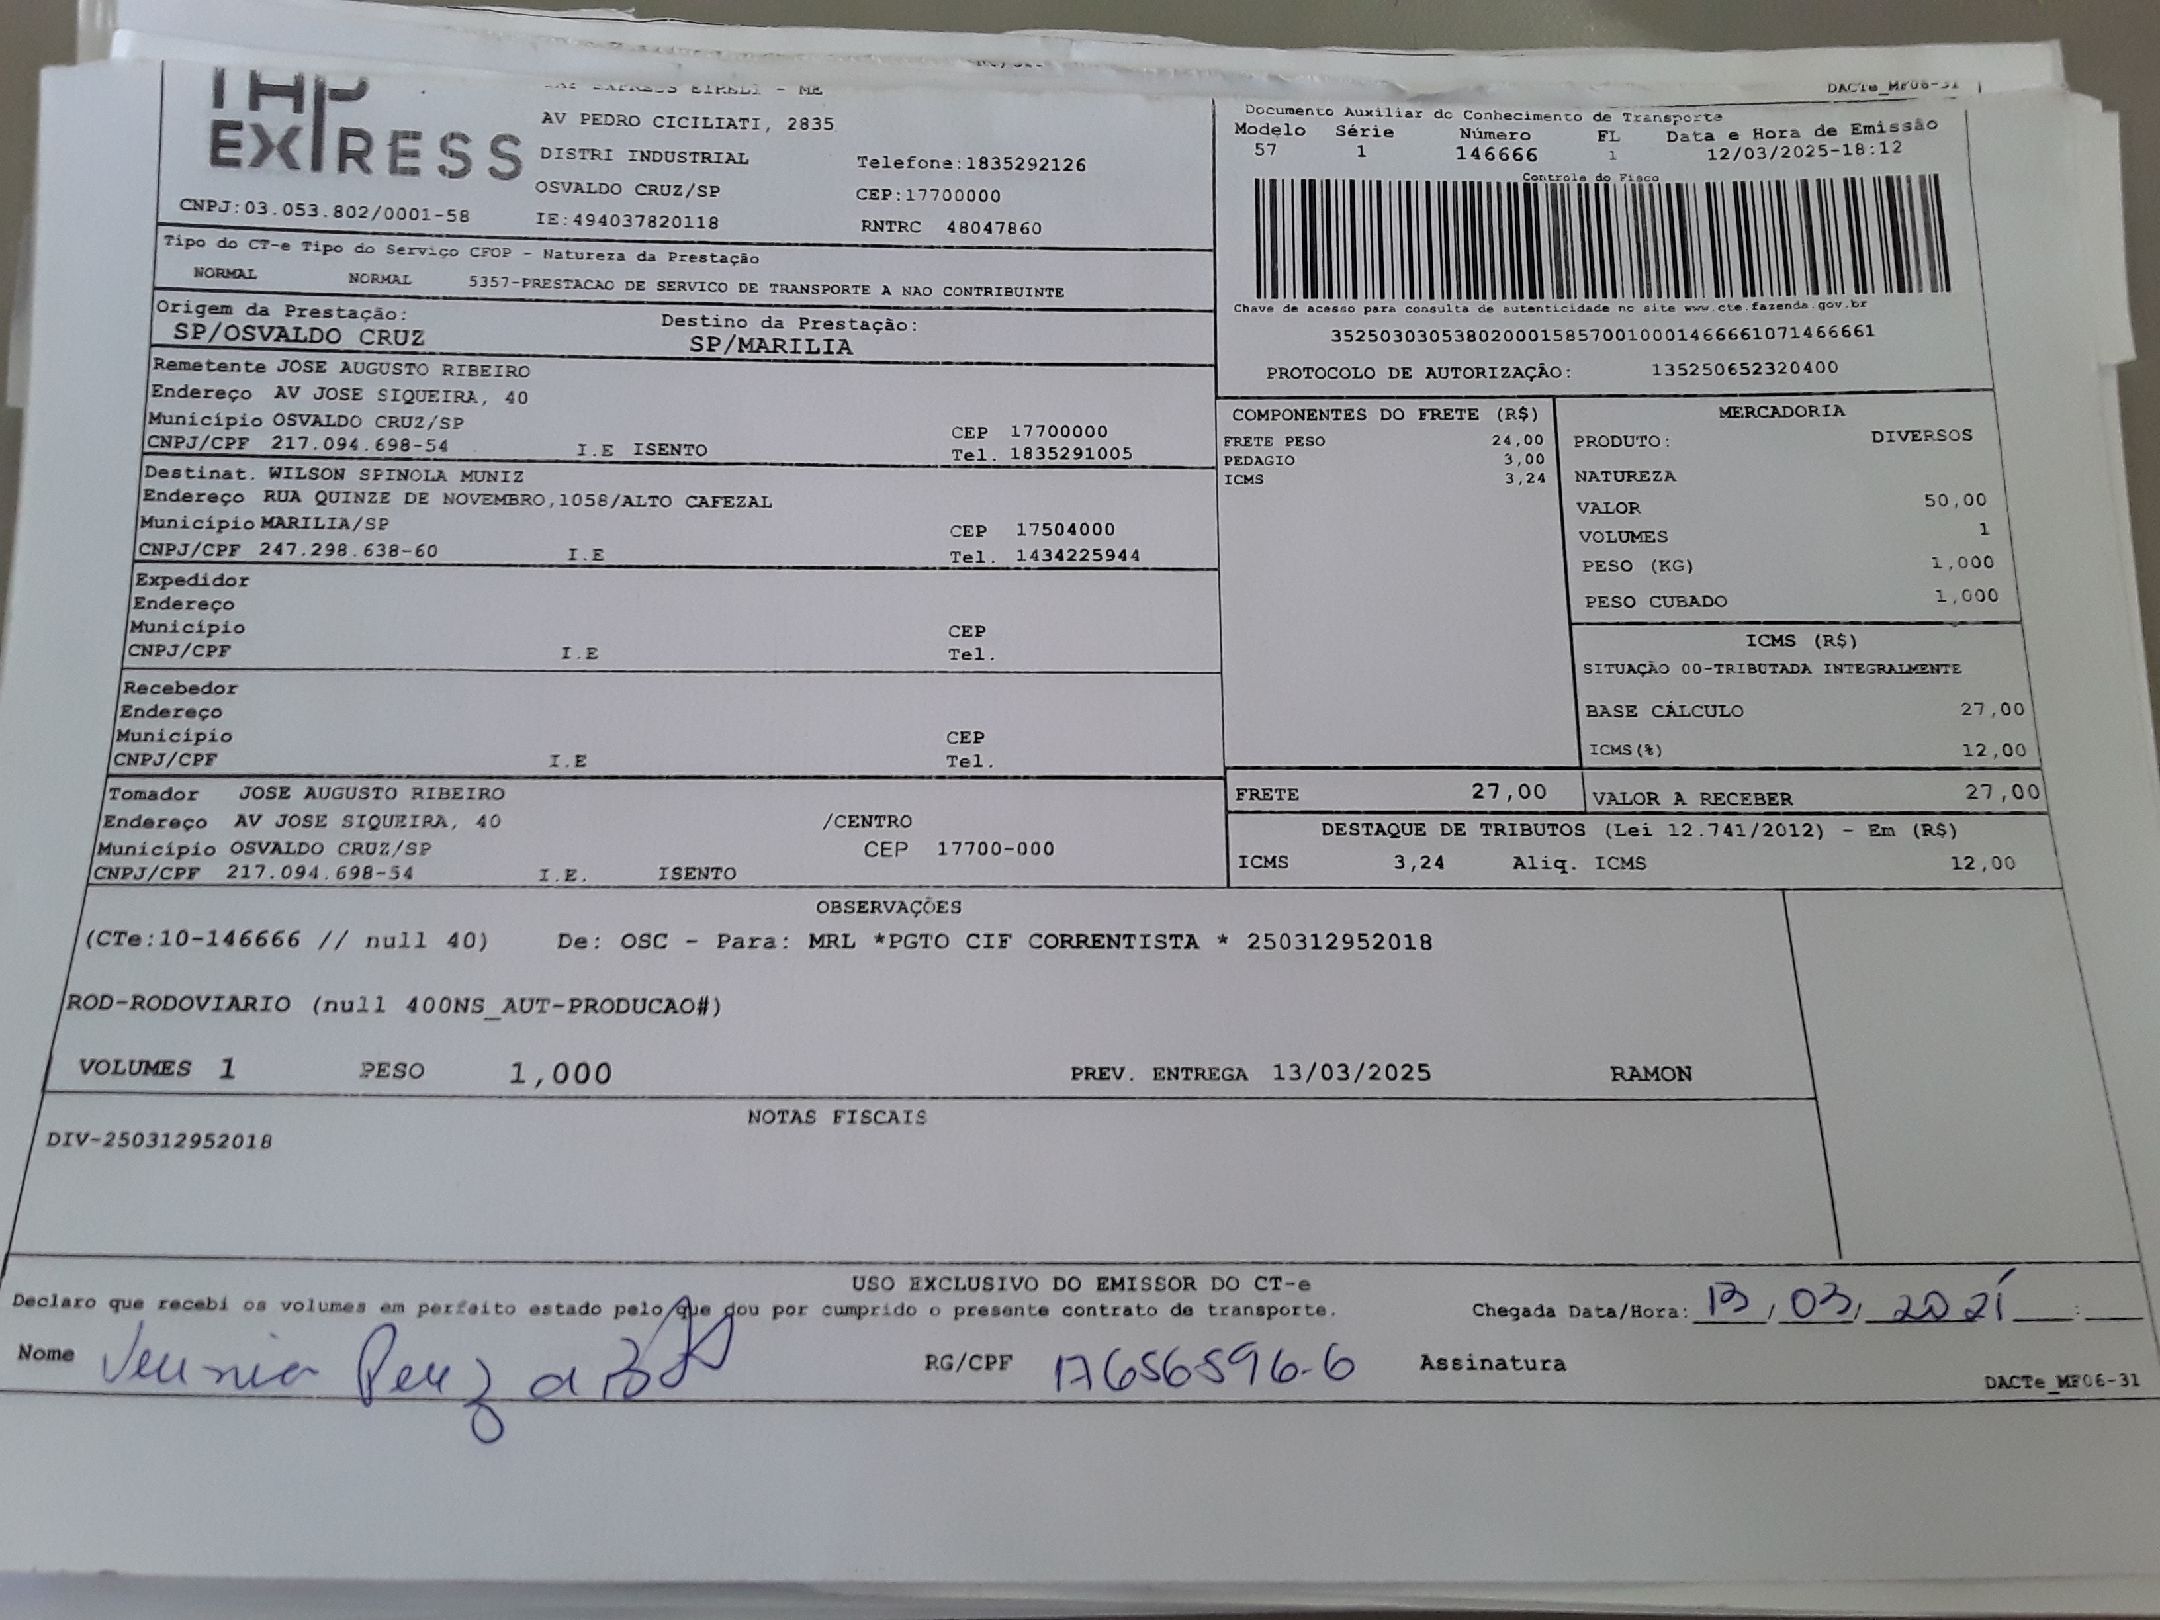 EXPRESS
CNPJ:03.053.802/0001-58
AV PEDRO CICILIATI, 2835
DISTRI INDUSTRIAL Telefone:1835292126
OSVALDO CRUZ/SP CEP:17700000
IE:494037820118 RNTRC 48047860
DACTe_MF06-31
Documento Auxiliar do Conhecimento de Transporte
Modelo Série Número FL Data e Hora de Emissão
57 1 146666 1 12/03/2025-18:12
Controle do Fisco
Chave de acesso para consulta de autenticidade no site www.cte.fazenda.gov.br
35250303053802000158570010001466661071466661
PROTOCOLO DE AUTORIZAÇÃO: 135250652320400
Tipo do CT-e Tipo do Serviço CFOP - Natureza da Prestação
NORMAL NORMAL 5357-PRESTACAO DE SERVICO DE TRANSPORTE A NAO CONTRIBUINTE
Origem da Prestação: Destino da Prestação:
SP/OSVALDO CRUZ SP/MARILIA
Remetente JOSE AUGUSTO RIBEIRO
Endereço AV JOSE SIQUEIRA, 40
Município OSVALDO CRUZ/SP CEP 17700000
CNPJ/CPF 217.094.698-54 I.E ISENTO Tel. 1835291005
Destinat. WILSON SPINOLA MUNIZ
Endereço RUA QUINZE DE NOVEMBRO,1058/ALTO CAFEZAL
Município MARILIA/SP CEP 17504000
CNPJ/CPF 247.298.638-60 I.E Tel. 1434225944
Expedidor
Endereço
Município CEP
CNPJ/CPF I.E Tel.
Recebedor
Endereço
Município CEP
CNPJ/CPF I.E Tel.
Tomador JOSE AUGUSTO RIBEIRO
Endereço AV JOSE SIQUEIRA, 40 /CENTRO
Município OSVALDO CRUZ/SP CEP 17700-000
CNPJ/CPF 217.094.698-54 I.E. ISENTO
COMPONENTES DO FRETE (R$)
FRETE PESO 24,00
PEDAGIO 3,00
ICMS 3,24
MERCADORIA
PRODUTO: DIVERSOS
NATUREZA
VALOR 50,00
VOLUMES 1
PESO (KG) 1,000
PESO CUBADO 1,000
ICMS (R$)
SITUAÇÃO 00-TRIBUTADA INTEGRALMENTE
BASE CÁLCULO 27,00
ICMS(%) 12,00
FRETE 27,00 VALOR A RECEBER 27,00
DESTAQUE DE TRIBUTOS (Lei 12.741/2012) - Em (R$)
ICMS 3,24 Aliq. ICMS 12,00
OBSERVAÇÕES
(CTe:10-146666 // null 40) De: OSC - Para: MRL *PGTO CIF CORRENTISTA * 250312952018
ROD-RODOVIARIO (null 400NS_AUT-PRODUCAO#)
VOLUMES 1 PESO 1,000 PREV. ENTREGA 13/03/2025 RAMON
NOTAS FISCAIS
DIV-250312952018
USO EXCLUSIVO DO EMISSOR DO CT-e
Declaro que recebi os volumes em perfeito estado pelo que dou por cumprido o presente contrato de transporte. Chegada Data/Hora: 13/03/
Nome RG/CPF 17656596-6 Assinatura
DACTe_MF06-31